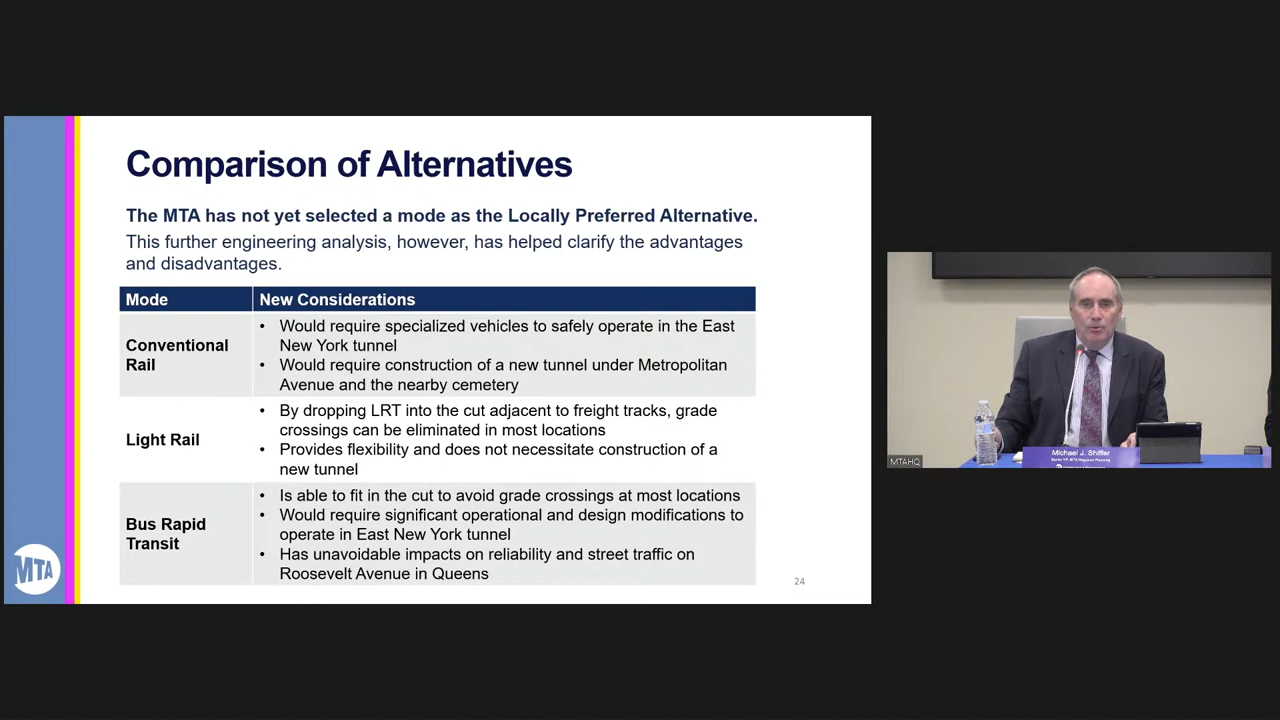 Comparison of Alternatives
The MTA has not yet selected a mode as the Locally Preferred Alternative.
This further engineering analysis, however, has helped clarify the advantages
and disadvantages.
Mode
New Considerations
Conventional
Rail
• Would require specialized vehicles to safely operate in the East
New York tunnel
• Would require construction of a new tunnel under Metropolitan
Avenue and the nearby cemetery
Light Rail
• By dropping LRT into the cut adjacent to freight tracks, grade
crossings can be eliminated in most locations
• Provides flexibility and does not necessitate construction of a
new tunnel
Bus Rapid
Transit
• Is able to fit in the cut to avoid grade crossings at most locations
• Would require significant operational and design modifications to
operate in East New York tunnel
• Has unavoidable impacts on reliability and street traffic on
Roosevelt Avenue in Queens
MTA
24
Michael J. Shiffer
Senior VP, MTA Regional Planning
MTAHQ